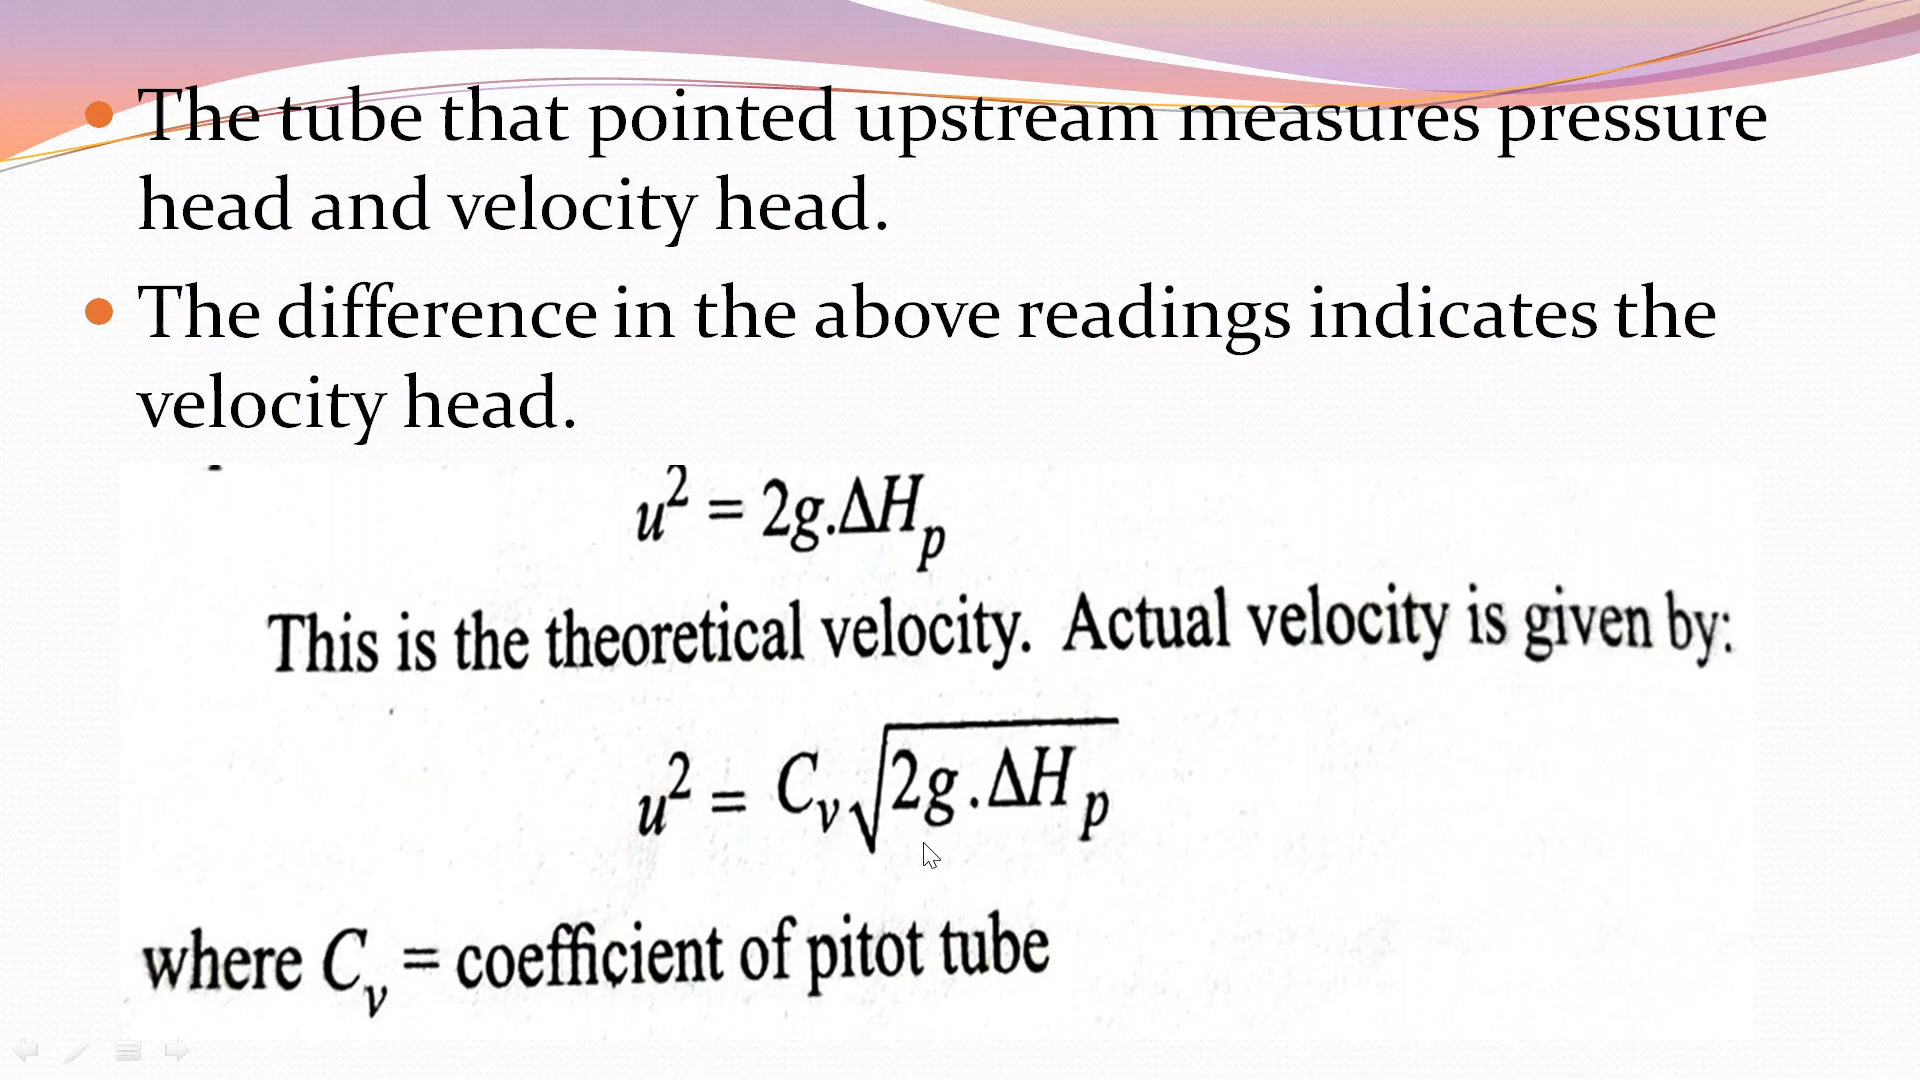 • The tube that pointed upstream measures pressure
head and velocity head.
• The difference in the above readings indicates the
velocity head.
u² = 2g.ΔHₚ
This is the theoretical velocity. Actual velocity is given by:
u² = Cᵥ√2g.ΔHₚ
where Cᵥ = coefficient of pitot tube